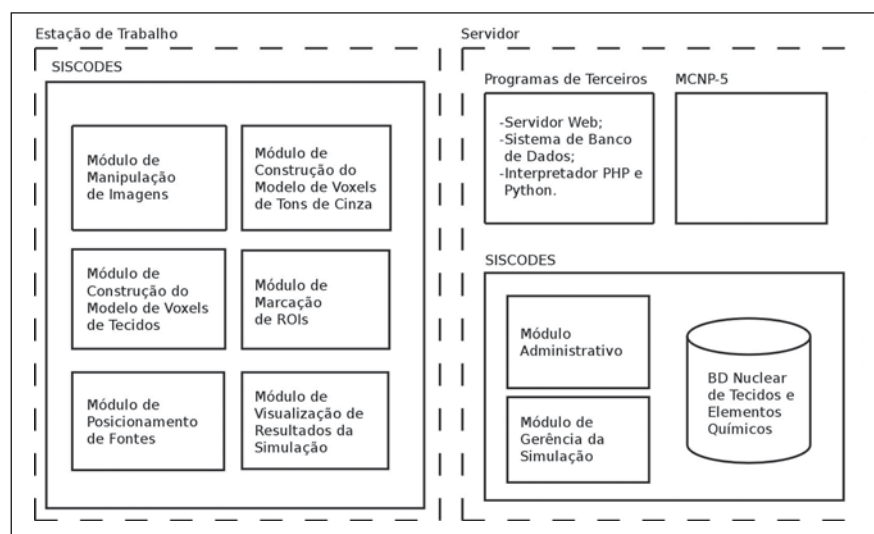 Estação de Trabalho
SISCODES
Módulo de
Manipulação
de Imagens
Módulo de
Construção do
Modelo de Voxels
de Tons de Cinza
Módulo de
Construção do
Modelo de Voxels
de Tecidos
Módulo de
Marcação
de ROIs
Módulo de
Posicionamento
de Fontes
Módulo de
Visualização de
Resultados da
Simulação
Servidor
Programas de Terceiros
-Servidor Web;
-Sistema de Banco
de Dados;
-Interpretador PHP e
Python.
MCNP-5
SISCODES
Módulo
Administrativo
Módulo de
Gerência da
Simulação
BD Nuclear
de Tecidos e
Elementos
Químicos